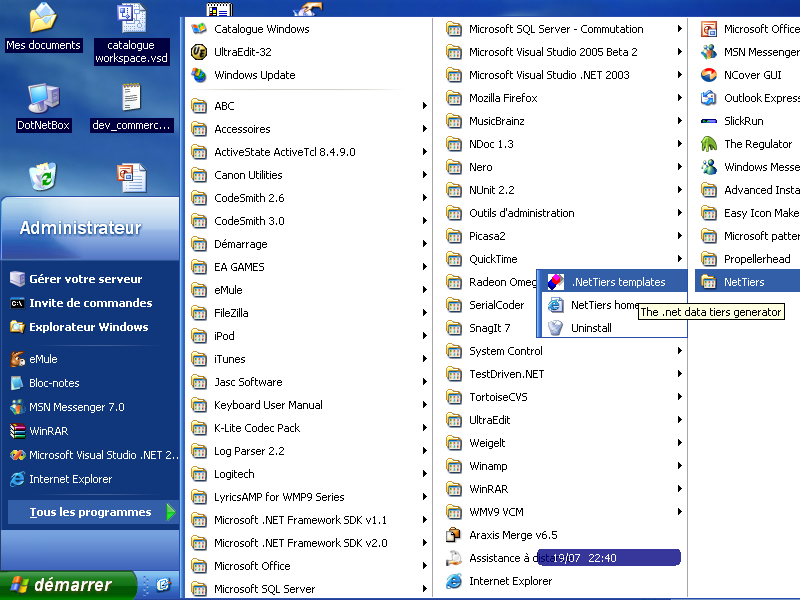 Mes documents
catalogue
workspace.vsd
DotNetBox
dev_commerc...
Administrateur
Gérer votre serveur
Invite de commandes
Explorateur Windows
eMule
Bloc-notes
MSN Messenger 7.0
WinRAR
Microsoft Visual Studio .NET 2...
Internet Explorer
Tous les programmes
démarrer
Catalogue Windows
UltraEdit-32
Windows Update
ABC
Accessoires
ActiveState ActiveTcl 8.4.9.0
Canon Utilities
CodeSmith 2.6
CodeSmith 3.0
Démarrage
EA GAMES
eMule
FileZilla
iPod
iTunes
Jasc Software
Keyboard User Manual
K-Lite Codec Pack
Log Parser 2.2
Logitech
LyricsAMP for WMP9 Series
Microsoft .NET Framework SDK v1.1
Microsoft .NET Framework SDK v2.0
Microsoft Office
Microsoft SQL Server
Microsoft SQL Server - Commutation
Microsoft Visual Studio 2005 Beta 2
Microsoft Visual Studio .NET 2003
Mozilla Firefox
MusicBrainz
NDoc 1.3
Nero
NUnit 2.2
Outils d'administration
Picasa2
QuickTime
Radeon Omeg
SerialCoder
SnagIt 7
System Control
TestDriven.NET
TortoiseCVS
UltraEdit
Weigelt
Winamp
WinRAR
WMV9 VCM
Araxis Merge v6.5
Assistance à dista
19/07 22:40
Internet Explorer
.NetTiers templates
NetTiers home
Uninstall
The .net data tiers generator
Microsoft Office
MSN Messenger
NCover GUI
Outlook Express
SlickRun
The Regulator
Windows Messe
Advanced Insta
Easy Icon Make
Microsoft patter
Propellerhead
NetTiers